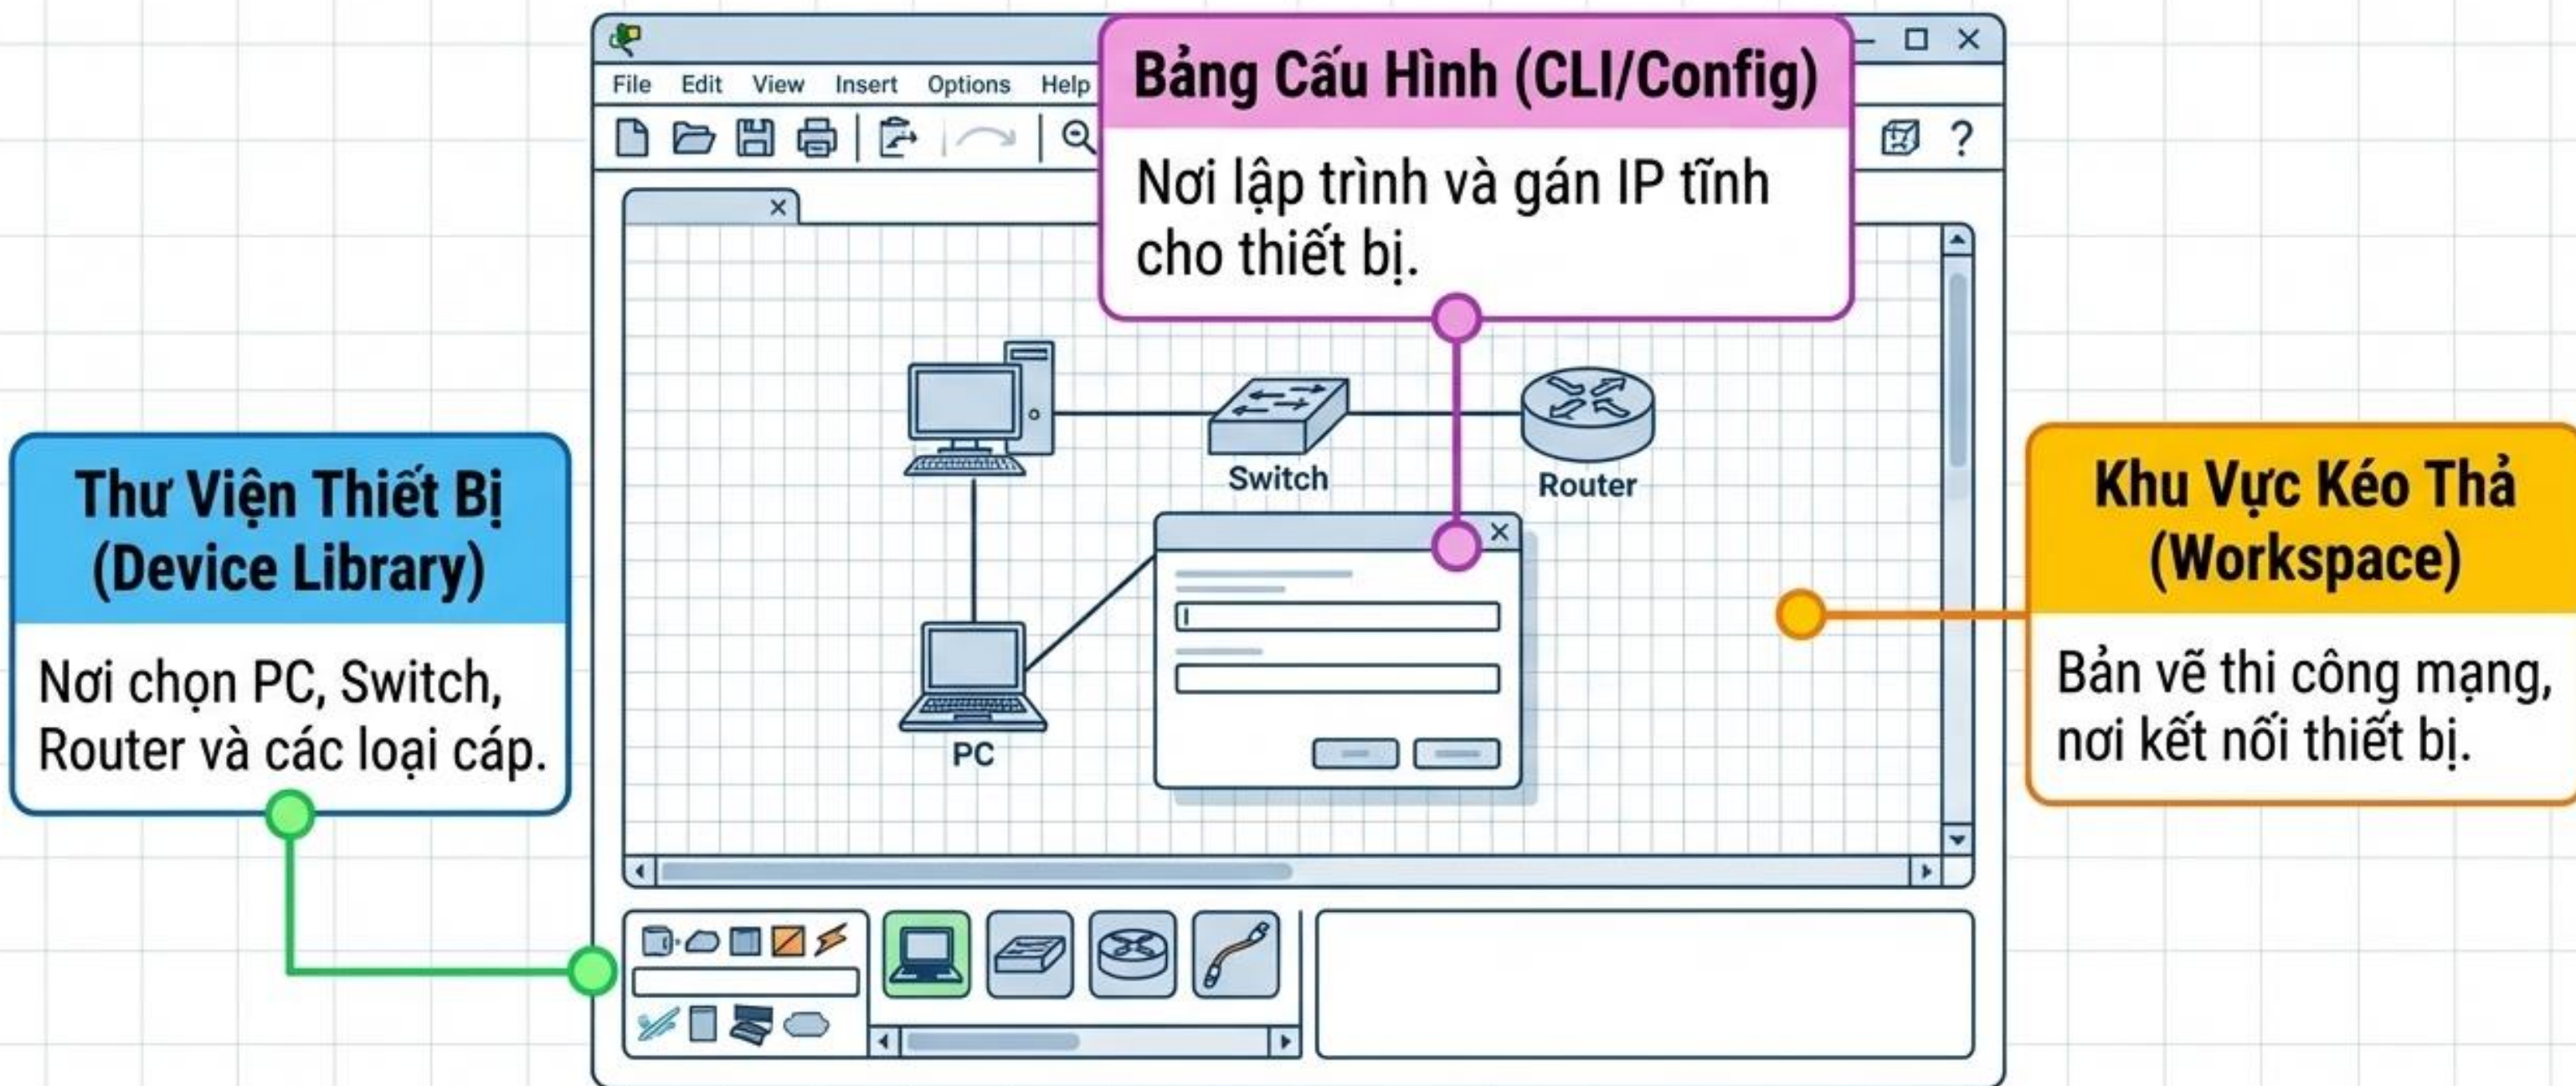 File Edit View Insert Options Help
Bảng Cấu Hình (CLI/Config)
Nơi lập trình và gán IP tĩnh
cho thiết bị.
?
Switch
Router
PC
Thư Viện Thiết Bị
(Device Library)
Nơi chọn PC, Switch,
Router và các loại cáp.
Khu Vực Kéo Thả
(Workspace)
Bản vẽ thi công mạng,
nơi kết nối thiết bị.